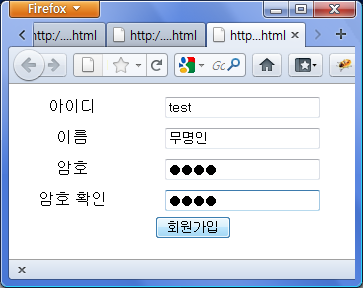 Firefox
http:/....html
http:/....html
http...html
아이디 test
이름 무명인
암호 ●●●●
암호 확인 ●●●●
회원가입